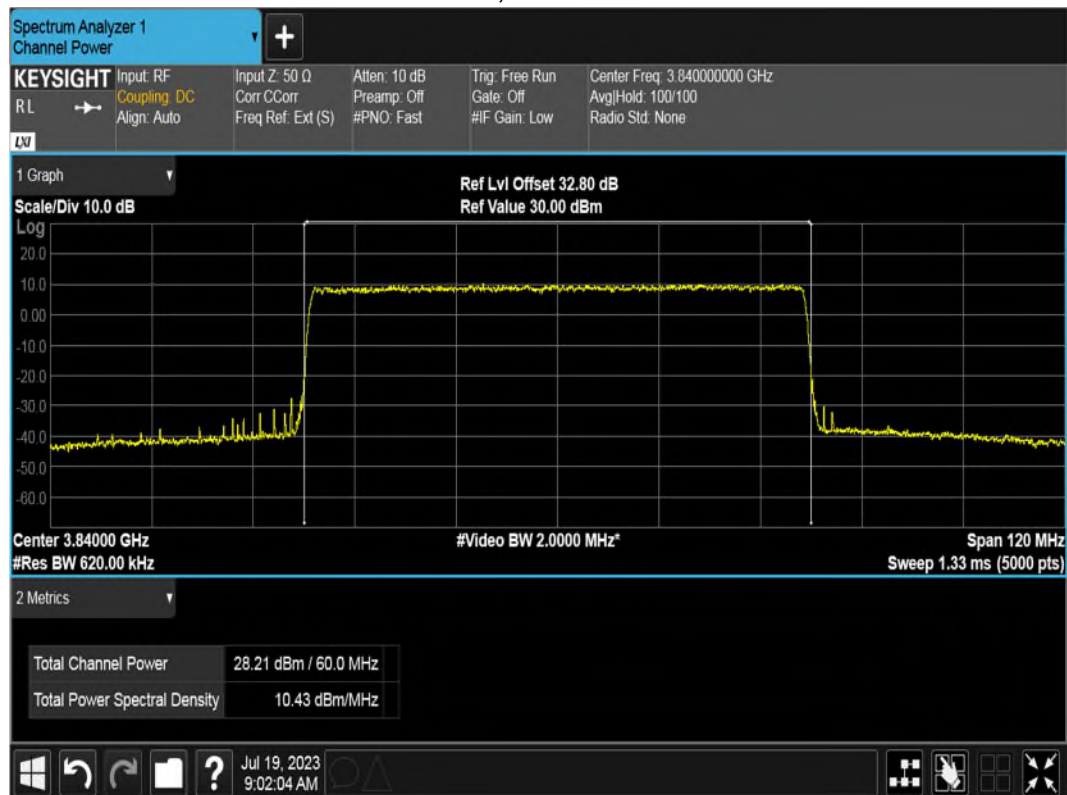 Spectrum Analyzer 1
Channel Power
+
KEYSIGHT
RL
LXI
Input: RF
Coupling: DC
Align: Auto
Input Z: 50 Ω
Corr CCorr
Freq Ref: Ext (S)
Atten: 10 dB
Preamp: Off
#PNO: Fast
Trig: Free Run
Gate: Off
#IF Gain: Low
Center Freq: 3.840000000 GHz
Avg|Hold: 100/100
Radio Std: None
1 Graph
Scale/Div 10.0 dB
Ref Lvl Offset 32.80 dB
Ref Value 30.00 dBm
Log
20.0
10.0
0.00
-10.0
-20.0
-30.0
-40.0
-50.0
-60.0
Center 3.84000 GHz
#Res BW 620.00 kHz
#Video BW 2.0000 MHz*
Span 120 MHz
Sweep 1.33 ms (5000 pts)
2 Metrics
Total Channel Power 28.21 dBm / 60.0 MHz
Total Power Spectral Density 10.43 dBm/MHz
?
Jul 19, 2023
9:02:04 AM